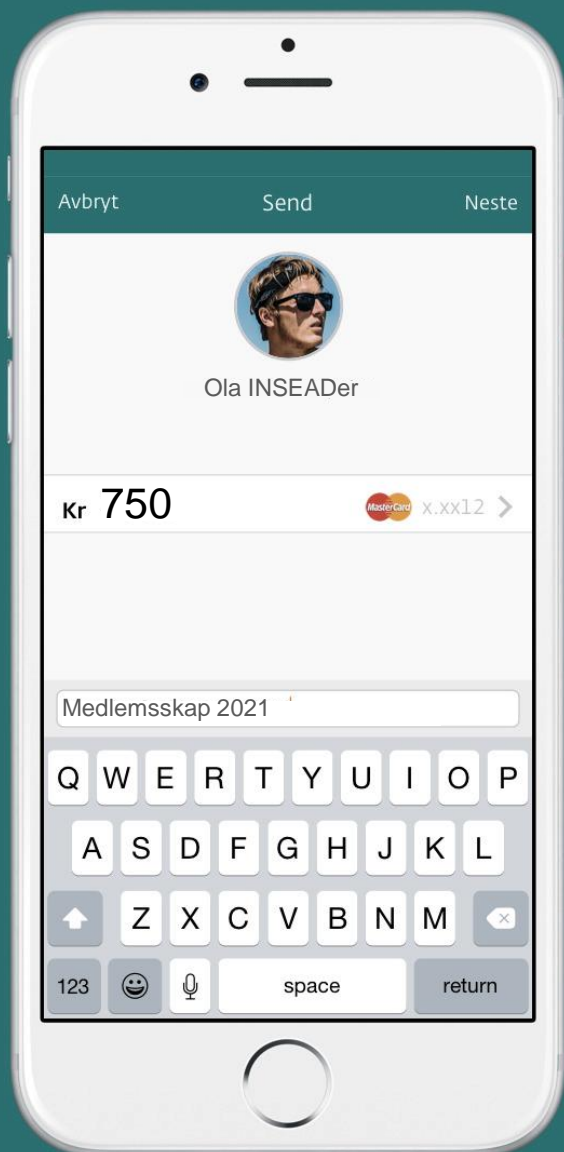 Avbryt Send Neste
Ola INSEADer
Kr 750 MasterCard x.xx12
Medlemsskap 2021
Q W E R T Y U I O P
A S D F G H J K L
Z X C V B N M
123 space return